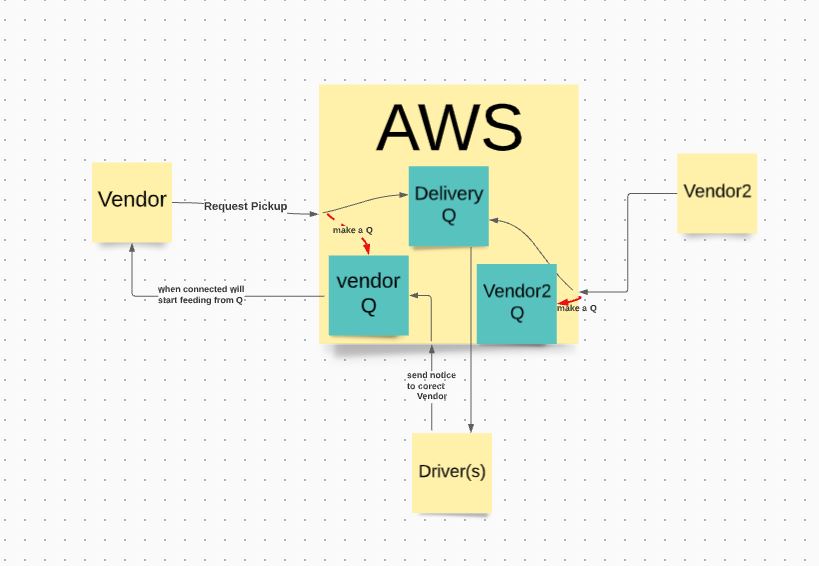 AWS
Vendor
Request Pickup
Delivery
Q
Vendor2
make a Q
vendor
Q
Vendor2
Q
when connected will
start feeding from Q
make a Q
send notice
to corect
Vendor
Driver(s)